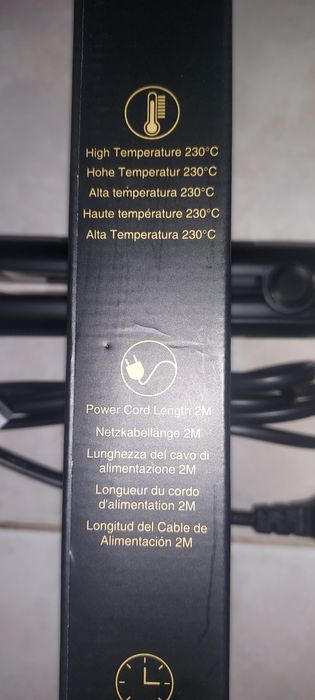 High Temperature 230°C
Hohe Temperatur 230°C
Alta temperatura 230°C
Haute température 230°C
Alta Temperatura 230°C
Power Cord Length 2M
Netzkabellänge 2M
Lunghezza del cavo di
alimentazione 2M
Longueur du cordo
d'alimentation 2M
Longitud del Cable de
Alimentación 2M